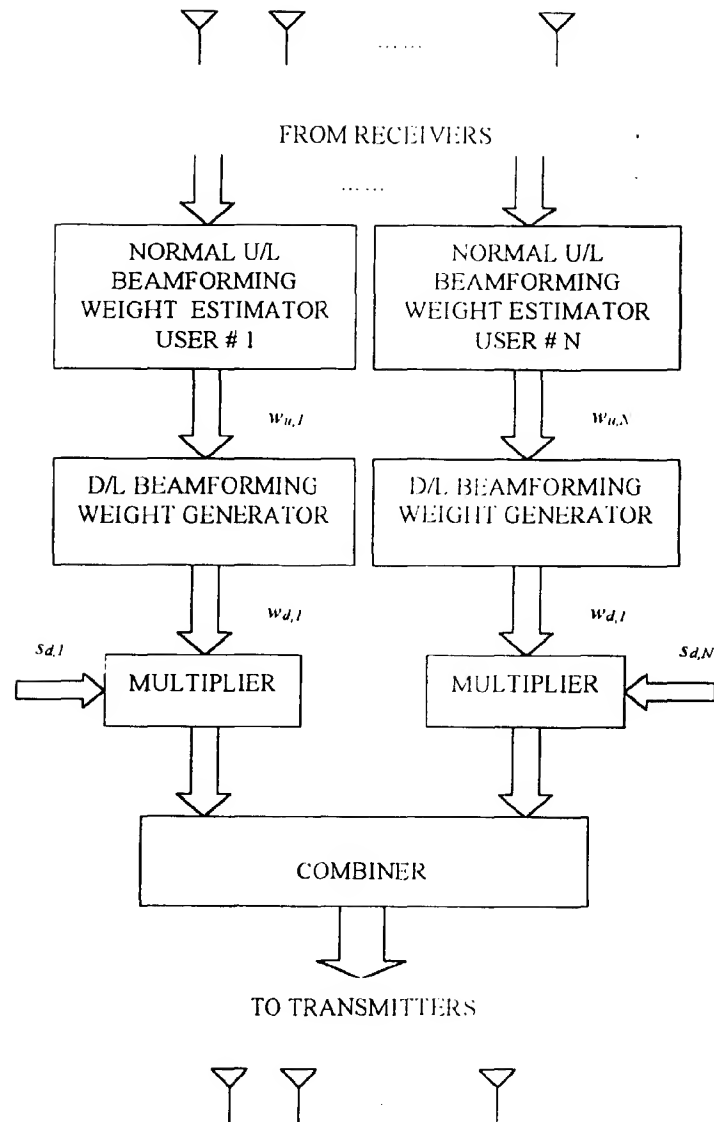 ......
FROM RECEIVERS
......
NORMAL U/L
BEAMFORMING
WEIGHT ESTIMATOR
USER # 1
NORMAL U/L
BEAMFORMING
WEIGHT ESTIMATOR
USER # N
wu,1
wu,N
D/L BEAMFORMING
WEIGHT GENERATOR
D/L BEAMFORMING
WEIGHT GENERATOR
wd,1
wd,1
sd,1
MULTIPLIER
MULTIPLIER
sd,N
COMBINER
TO TRANSMITTERS